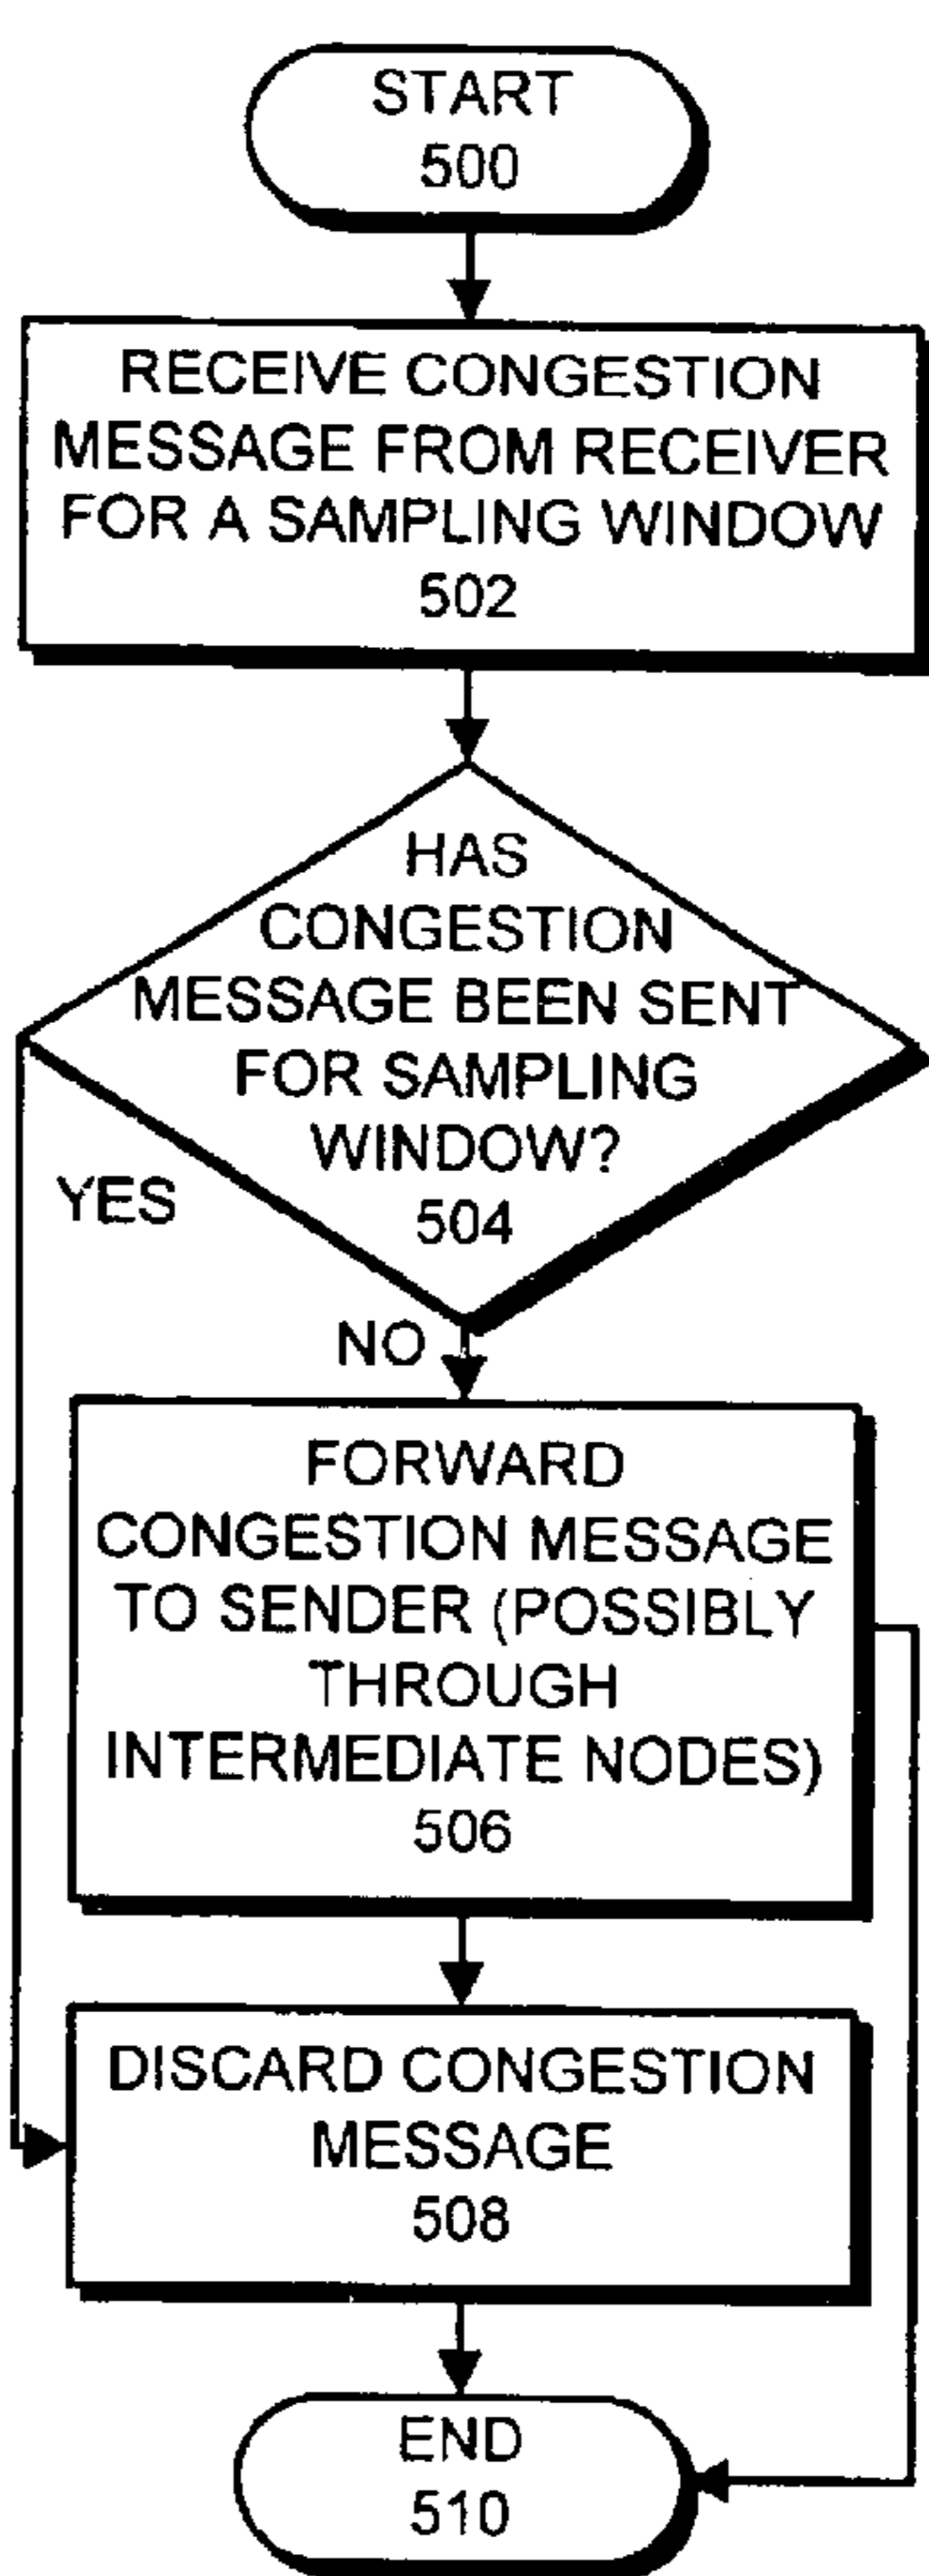 START
500
RECEIVE CONGESTION
MESSAGE FROM RECEIVER
FOR A SAMPLING WINDOW
502
HAS
CONGESTION
MESSAGE BEEN SENT
FOR SAMPLING
WINDOW?
504
YES
NO
FORWARD
CONGESTION MESSAGE
TO SENDER (POSSIBLY
THROUGH
INTERMEDIATE NODES)
506
DISCARD CONGESTION
MESSAGE
508
END
510